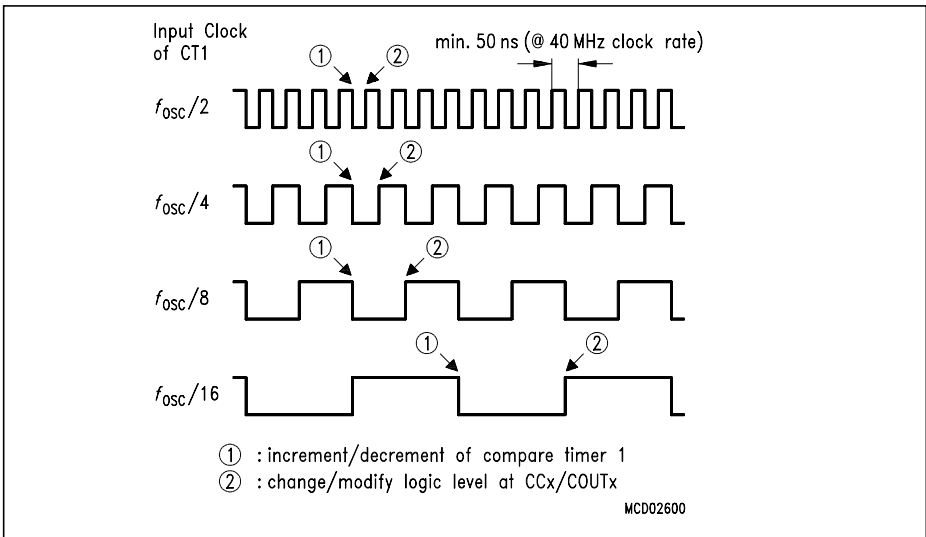 Input Clock
of CT1
min. 50 ns (@ 40 MHz clock rate)
① ②
fOSC/2
① ②
fOSC/4
① ②
fOSC/8
① ②
fOSC/16
① : increment/decrement of compare timer 1
② : change/modify logic level at CCx/COUTx
MCD02600